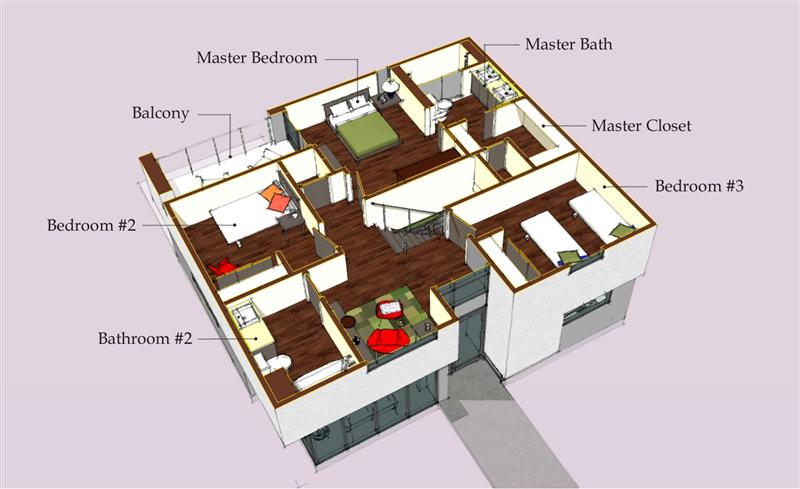 Master Bath
Master Bedroom
Balcony
Master Closet
Bedroom #3
Bedroom #2
Bathroom #2